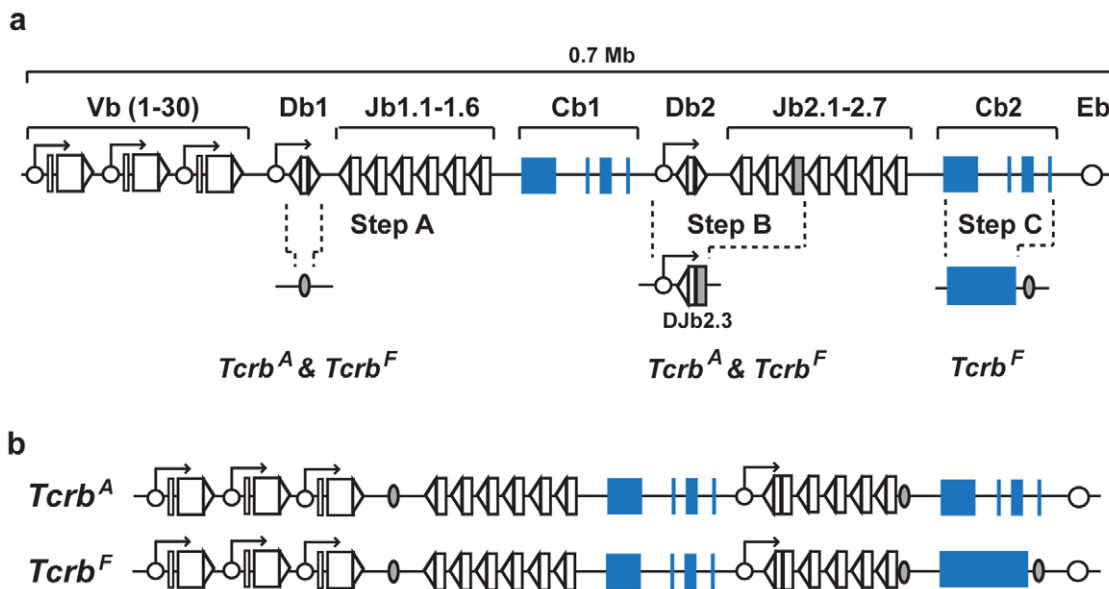 a
0.7 Mb
Vb (1-30) Db1 Jb1.1-1.6 Cb1 Db2 Jb2.1-2.7 Cb2 Eb
Step A Step B Step C
DJb2.3
Tcrb A & Tcrb F Tcrb A & Tcrb F Tcrb F
b
Tcrb A
Tcrb F